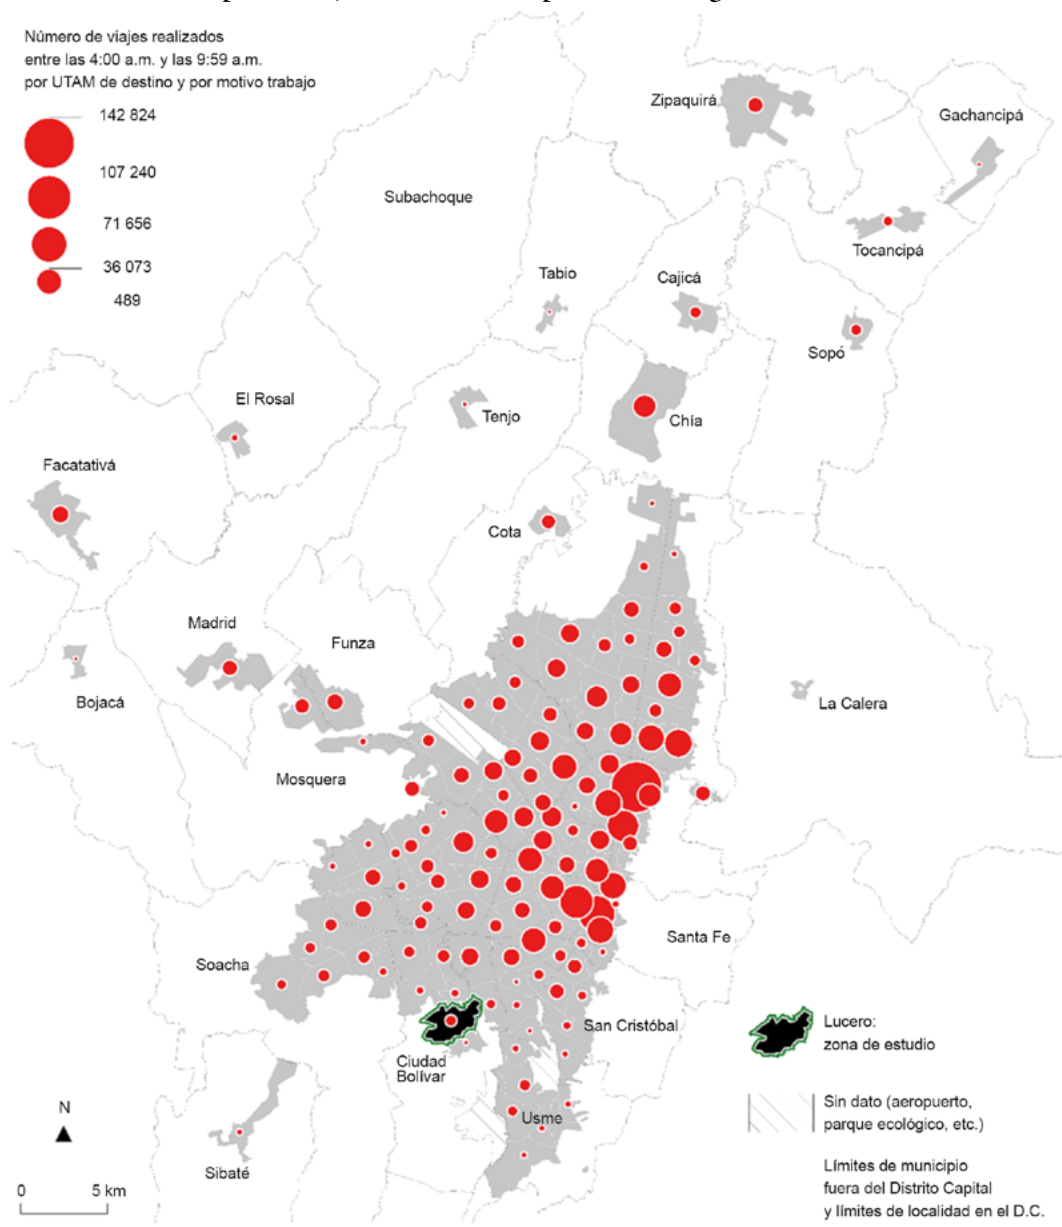 Número de viajes realizados
entre las 4:00 a.m. y las 9:59 a.m.
por UTAM de destino y por motivo trabajo
142 824
107 240
71 656
36 073
489
Zipaquirá
Gachancipá
Subachoque
Tocancipá
Tabio
Cajicá
Sopó
El Rosal
Tenjo
Chía
Facatativá
Cota
Madrid
Funza
Bojacá
La Calera
Mosquera
Santa Fe
Soacha
San Cristóbal
Lucero:
zona de estudio
Ciudad
Bolívar
Usme
Sin dato (aeropuerto,
parque ecológico, etc.)
N
Sibaté
Límites de municipio
fuera del Distrito Capital
y límites de localidad en el D.C.
0 5 km